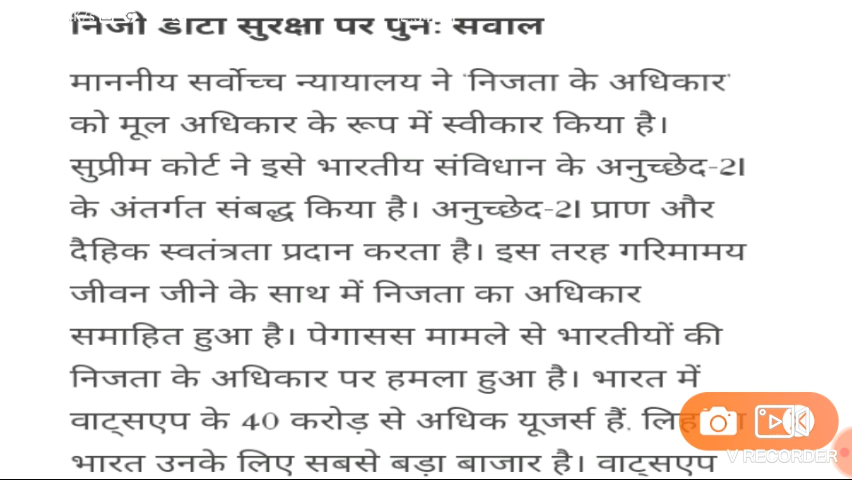 निजी डाटा सुरक्षा पर पुनः सवाल
माननीय सर्वोच्च न्यायालय ने 'निजता के अधिकार'
को मूल अधिकार के रूप में स्वीकार किया है।
सुप्रीम कोर्ट ने इसे भारतीय संविधान के अनुच्छेद-21
के अंतर्गत संबद्ध किया है। अनुच्छेद-21 प्राण और
दैहिक स्वतंत्रता प्रदान करता है। इस तरह गरिमामय
जीवन जीने के साथ में निजता का अधिकार
समाहित हुआ है। पेगासस मामले से भारतीयों की
निजता के अधिकार पर हमला हुआ है। भारत में
वाट्सएप के 40 करोड़ से अधिक यूजर्स हैं,
भारत उनके लिए सबसे बड़ा बाजार है। वाट्सएप
V RECORDER